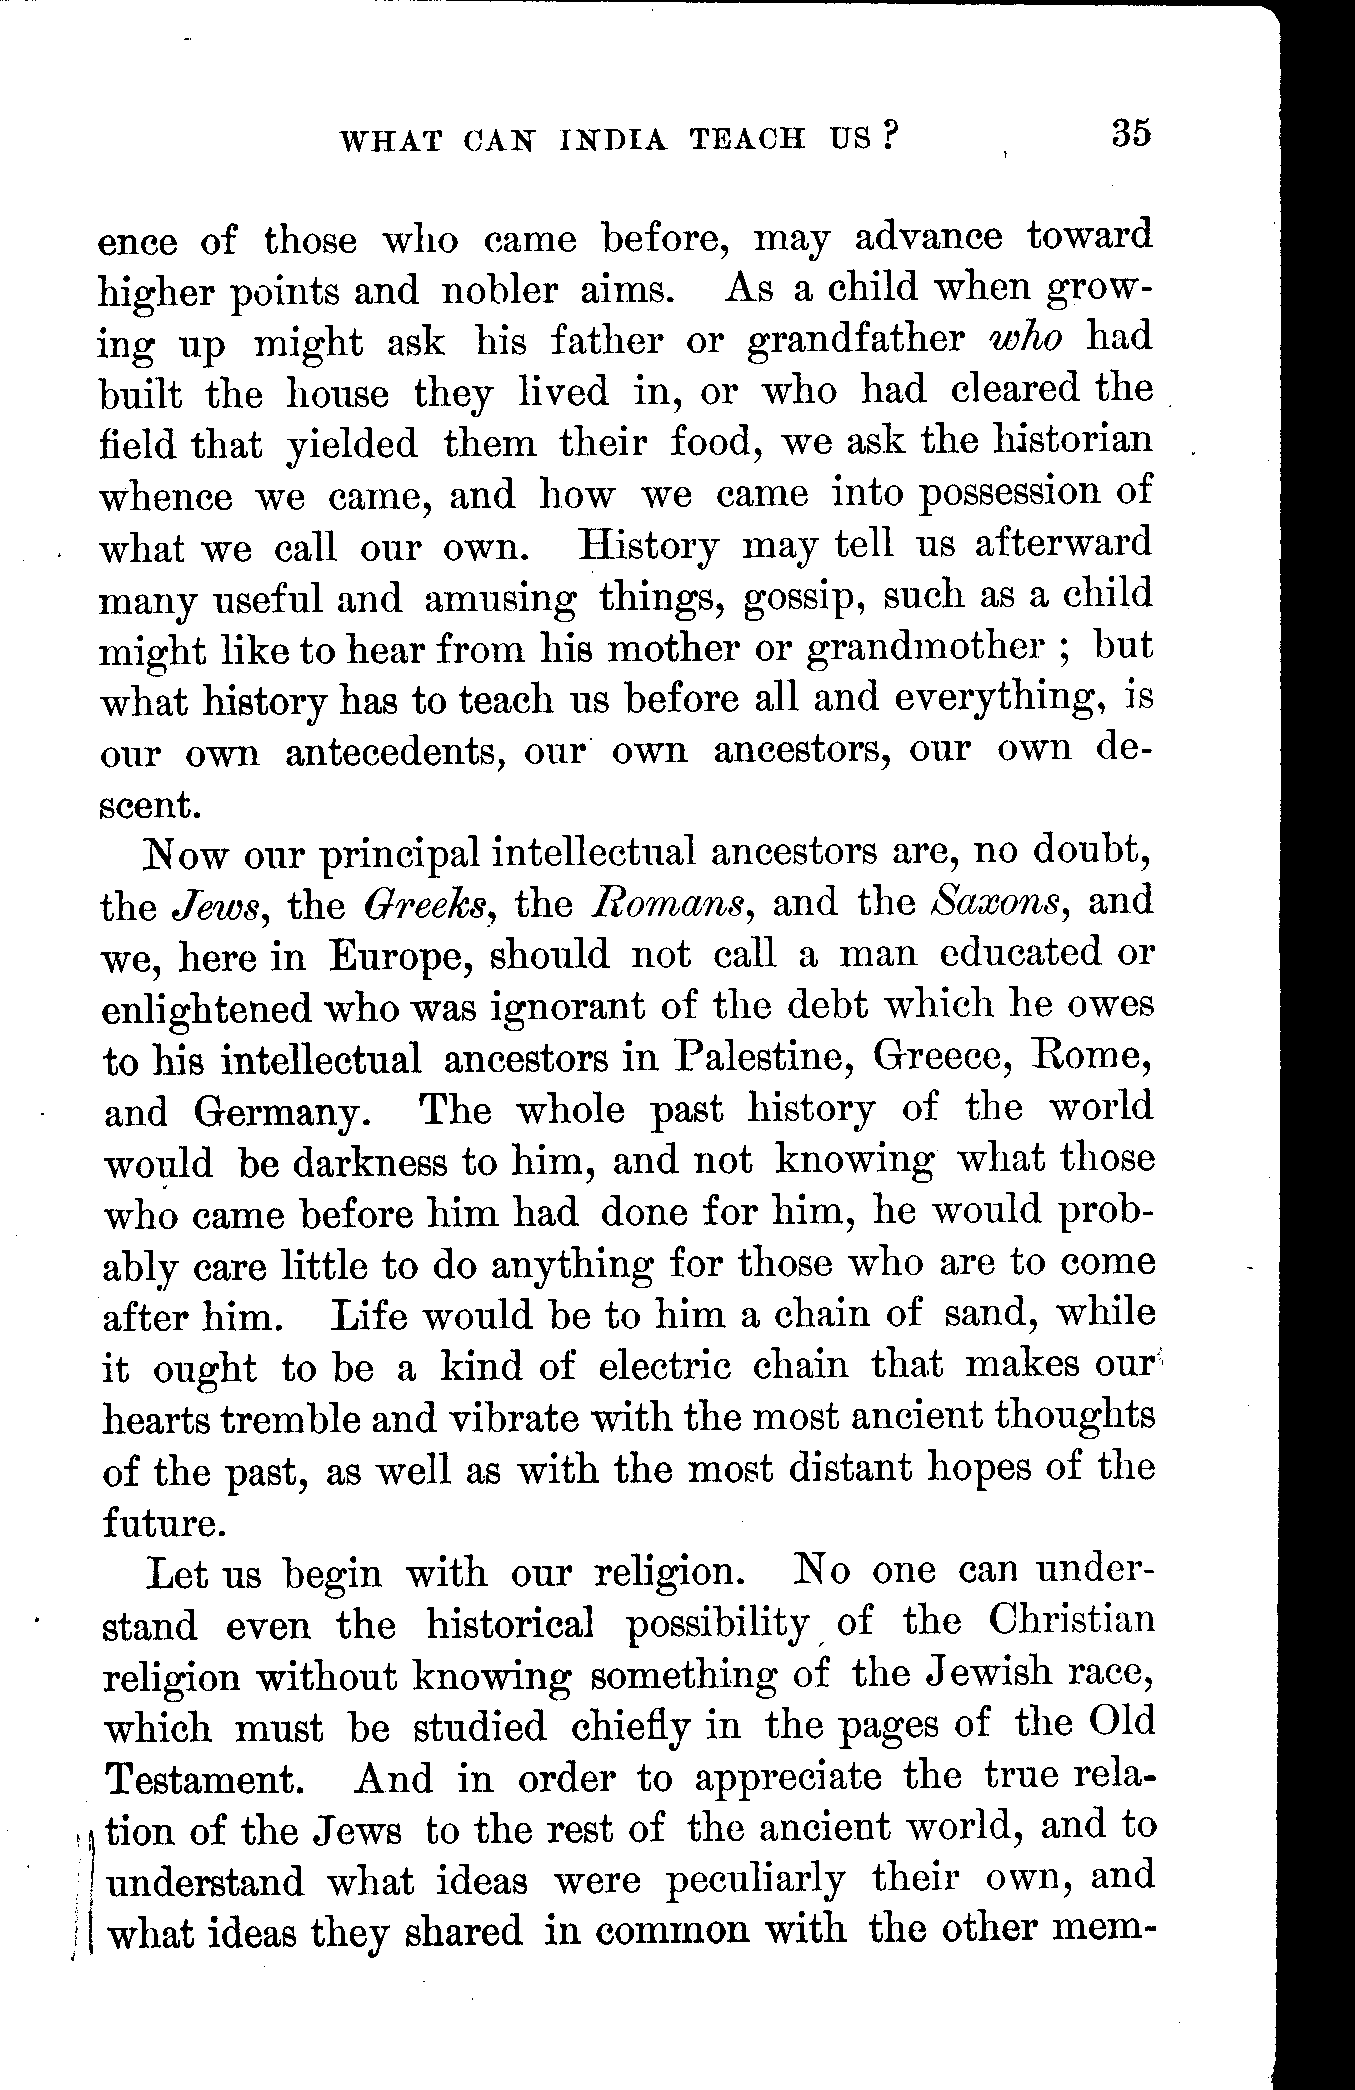 WHAT CAN INDIA TEACH US ? 35
ence of those who came before, may advance toward
higher points and nobler aims. As a child when grow-
ing up might ask his father or grandfather who had
built the house they lived in, or who had cleared the
field that yielded them their food, we ask the historian
whence we came, and how we came into possession of
what we call our own. History may tell us afterward
many useful and amusing things, gossip, such as a child
might like to hear from his mother or grandmother ; but
what history has to teach us before all and everything, is
our own antecedents, our own ancestors, our own de-
scent.
Now our principal intellectual ancestors are, no doubt,
the Jews, the Greeks, the Romans, and the Saxons, and
we, here in Europe, should not call a man educated or
enlightened who was ignorant of the debt which he owes
to his intellectual ancestors in Palestine, Greece, Rome,
and Germany. The whole past history of the world
would be darkness to him, and not knowing what those
who came before him had done for him, he would prob-
ably care little to do anything for those who are to come
after him. Life would be to him a chain of sand, while
it ought to be a kind of electric chain that makes our
hearts tremble and vibrate with the most ancient thoughts
of the past, as well as with the most distant hopes of the
future.
Let us begin with our religion. No one can under-
stand even the historical possibility of the Christian
religion without knowing something of the Jewish race,
which must be studied chiefly in the pages of the Old
Testament. And in order to appreciate the true rela-
tion of the Jews to the rest of the ancient world, and to
understand what ideas were peculiarly their own, and
what ideas they shared in common with the other mem-